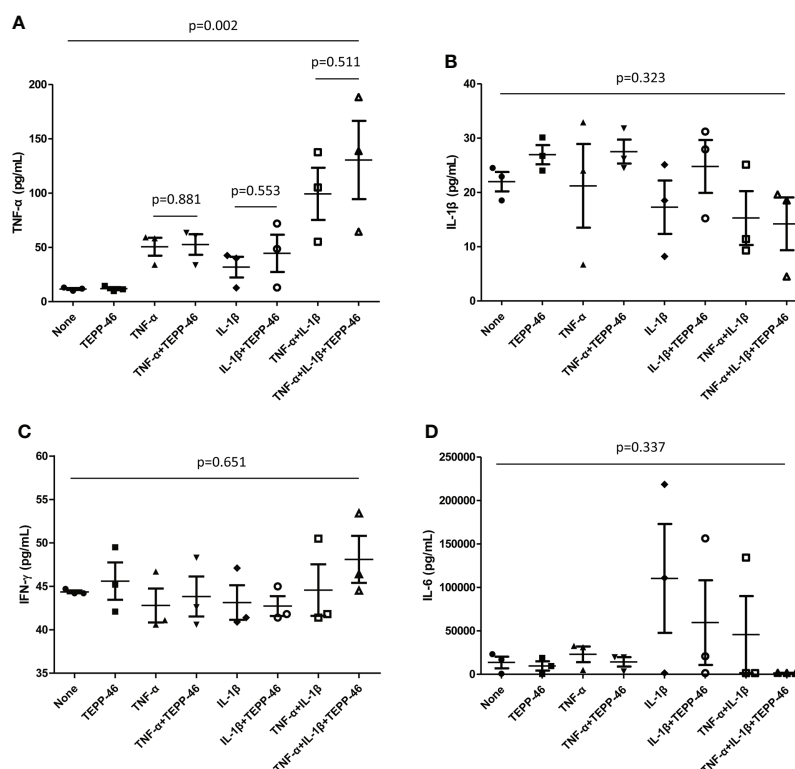 A
p=0.002
p=0.511
p=0.881
p=0.553
TNF-α (pg/mL)
200
150
100
50
0
None
TEPP-46
TNF-α
TNF-α+TEPP-46
IL-1β
IL-1β+TEPP-46
TNF-α+IL-1β
TNF-α+IL-1β+TEPP-46
B
p=0.323
IL-1β (pg/mL)
40
30
20
10
0
None
TEPP-46
TNF-α
TNF-α+TEPP-46
IL-1β
IL-1β+TEPP-46
TNF-α+IL-1β
TNF-α+IL-1β+TEPP-46
C
p=0.651
IFN-γ (pg/mL)
60
55
50
45
40
35
None
TEPP-46
TNF-α
TNF-α+TEPP-46
IL-1β
IL-1β+TEPP-46
TNF-α+IL-1β
TNF-α+IL-1β+TEPP-46
D
p=0.337
IL-6 (pg/mL)
250000
200000
150000
100000
50000
0
None
TEPP-46
TNF-α
TNF-α+TEPP-46
IL-1β
IL-1β+TEPP-46
TNF-α+IL-1β
TNF-α+IL-1β+TEPP-46